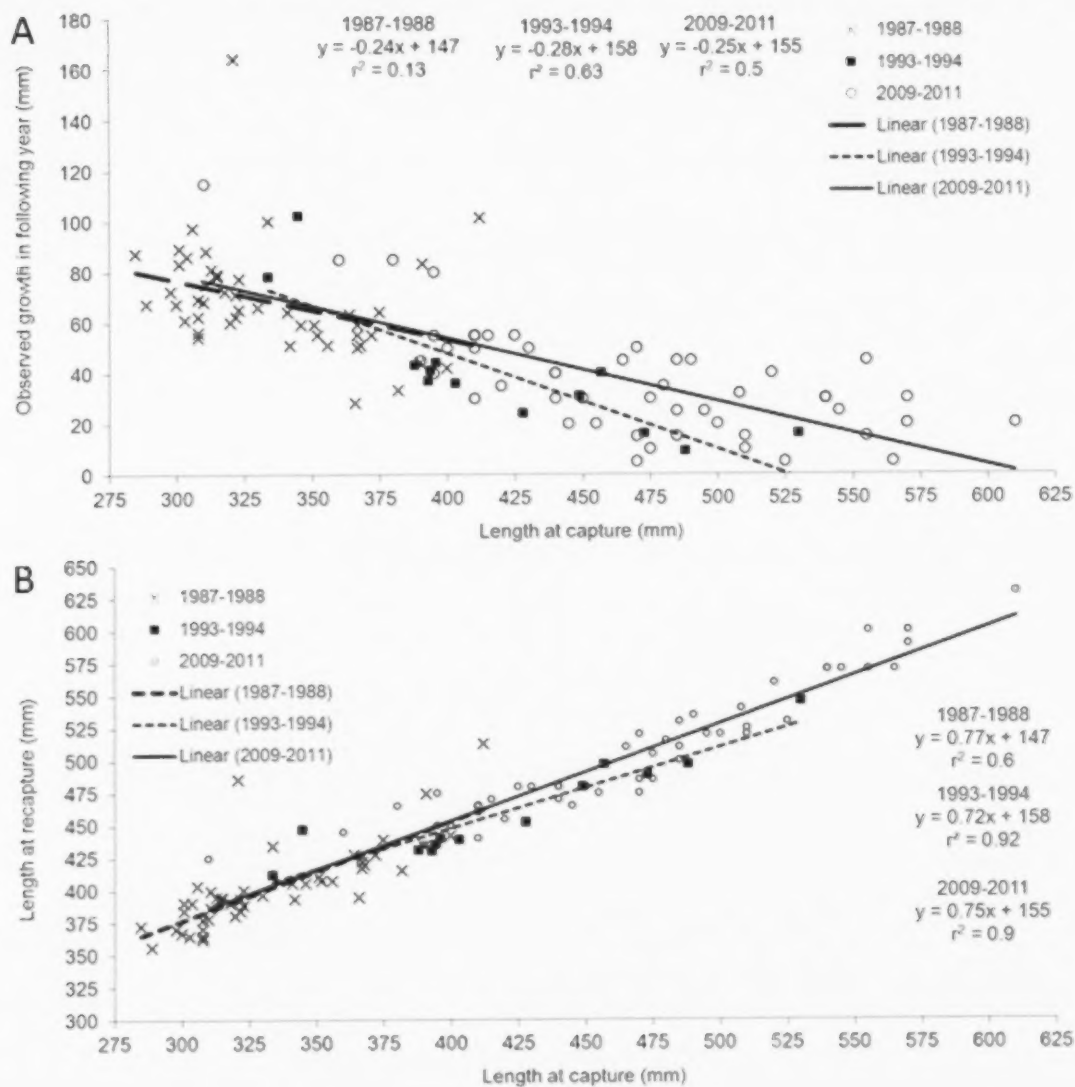 A
1987-1988
y = -0.24x + 147
r² = 0.13
1993-1994
y = -0.28x + 158
r² = 0.63
2009-2011
y = -0.25x + 155
r² = 0.5
1987-1988
1993-1994
2009-2011
Linear (1987-1988)
Linear (1993-1994)
Linear (2009-2011)
Observed growth in following year (mm)
180
160
140
120
100
80
60
40
20
0
275 300 325 350 375 400 425 450 475 500 525 550 575 600 625
Length at capture (mm)
B
1987-1988
1993-1994
2009-2011
Linear (1987-1988)
Linear (1993-1994)
Linear (2009-2011)
1987-1988
y = 0.77x + 147
r² = 0.6
1993-1994
y = 0.72x + 158
r² = 0.92
2009-2011
y = 0.75x + 155
r² = 0.9
Length at recapture (mm)
650
625
600
575
550
525
500
475
450
425
400
375
350
325
300
275 300 325 350 375 400 425 450 475 500 525 550 575 600 625
Length at capture (mm)